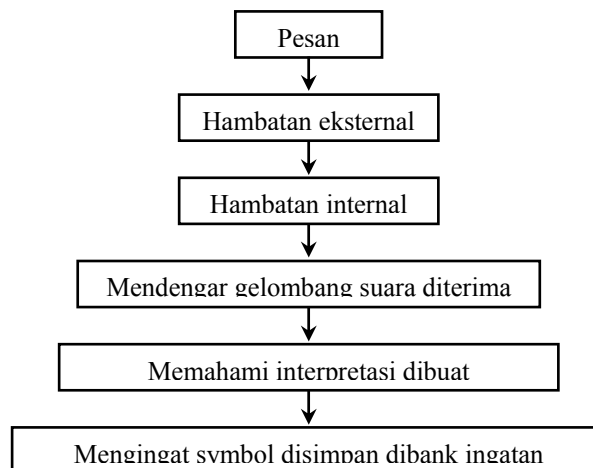 Pesan
Hambatan eksternal
Hambatan internal
Mendengar gelombang suara diterima
Memahami interpretasi dibuat
Mengingat symbol disimpan dibank ingatan